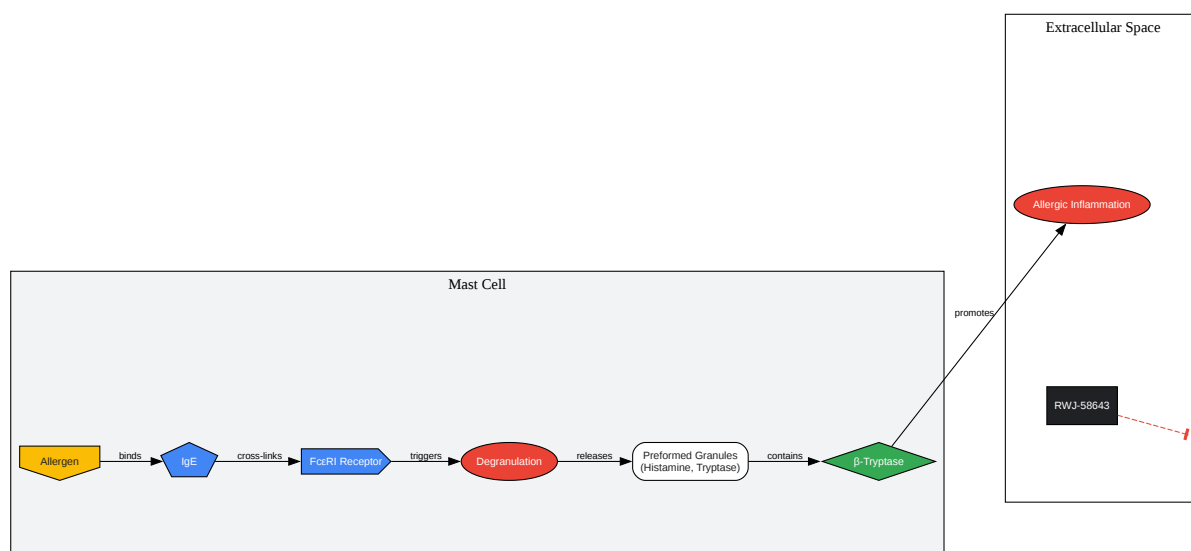 Extracellular Space
Allergic Inflammation
Mast Cell
promotes
RWJ-58643
Allergen
binds
IgE
cross-links
FcεRI Receptor
triggers
Degranulation
releases
Preformed Granules
(Histamine, Tryptase)
contains
β-Tryptase